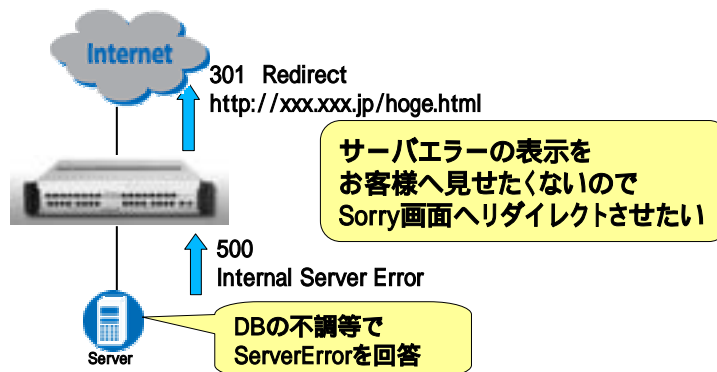 Internet
301 Redirect
http://xxx.xxx.jp/hoge.html
サーバエラーの表示を
お客様へ見せたくないので
Sorry画面へリダイレクトさせたい
500
Internal Server Error
DBの不調等で
ServerErrorを回答
Server